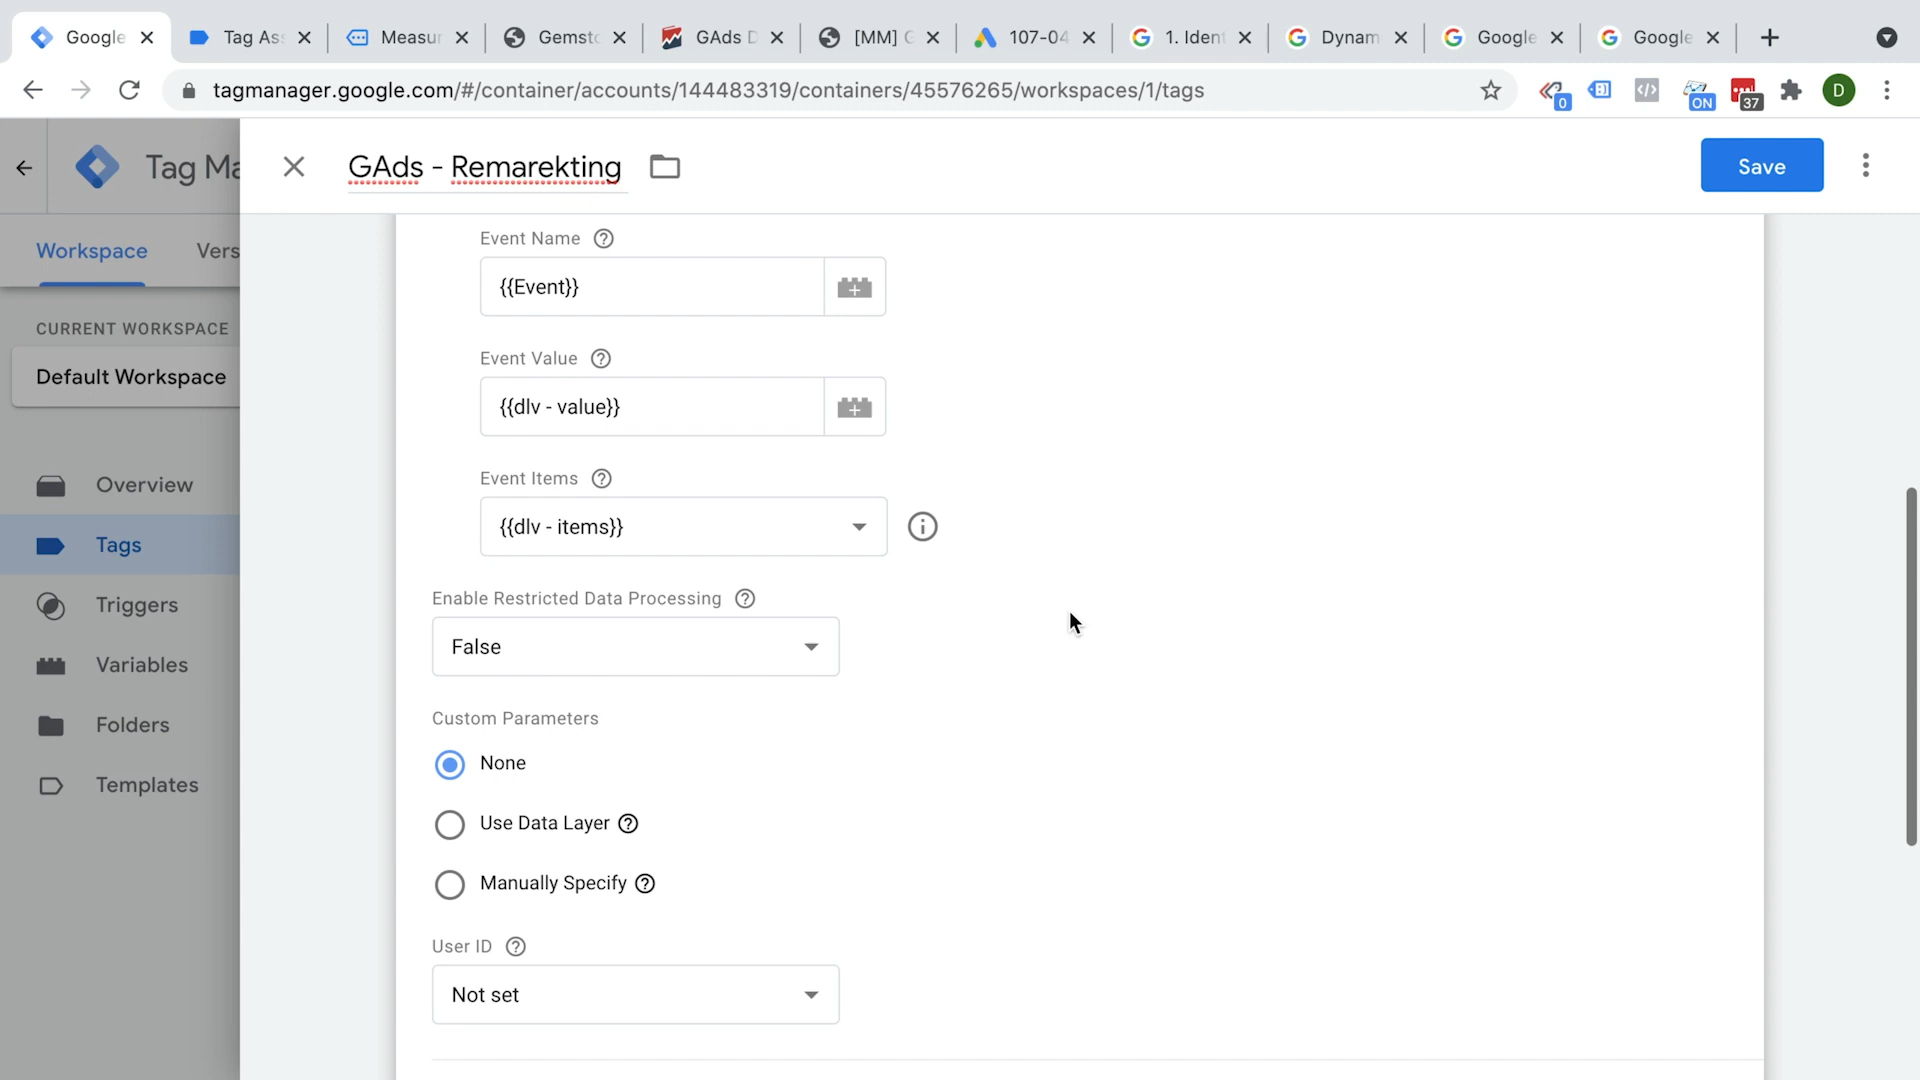 Google
Tag As
Measur
Gemsto
GAds D
[MM] G
107-04
1. Ident
Dynam
Google
Google
tagmanager.google.com/#/container/accounts/144483319/containers/45576265/workspaces/1/tags
0
ON
37
D
Tag Ma
GAds - Remarekting
Save
Workspace
Vers
CURRENT WORKSPACE
Default Workspace
Overview
Tags
Triggers
Variables
Folders
Templates
Event Name
{{Event}}
Event Value
{{dlv - value}}
Event Items
{{dlv - items}}
Enable Restricted Data Processing
False
Custom Parameters
None
Use Data Layer
Manually Specify
User ID
Not set